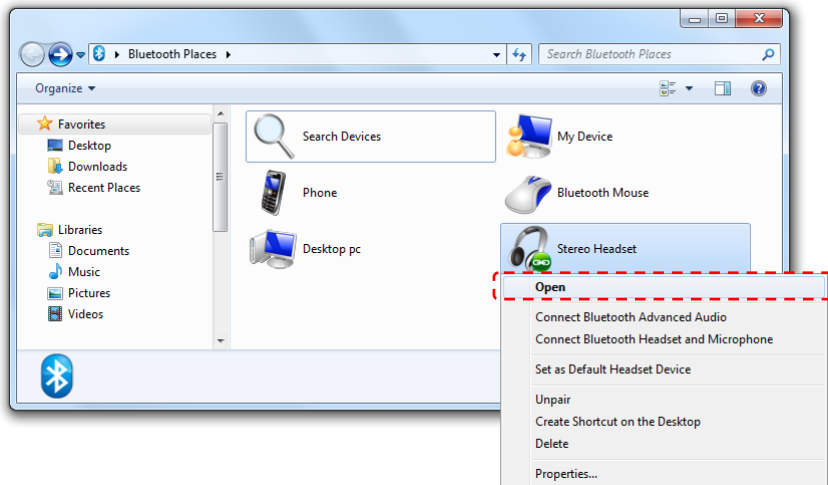 Bluetooth Places
Search Bluetooth Places
Organize
Favorites
Desktop
Downloads
Recent Places
Libraries
Documents
Music
Pictures
Videos
Search Devices
My Device
Phone
Bluetooth Mouse
Desktop pc
Stereo Headset
Open
Connect Bluetooth Advanced Audio
Connect Bluetooth Headset and Microphone
Set as Default Headset Device
Unpair
Create Shortcut on the Desktop
Delete
Properties...